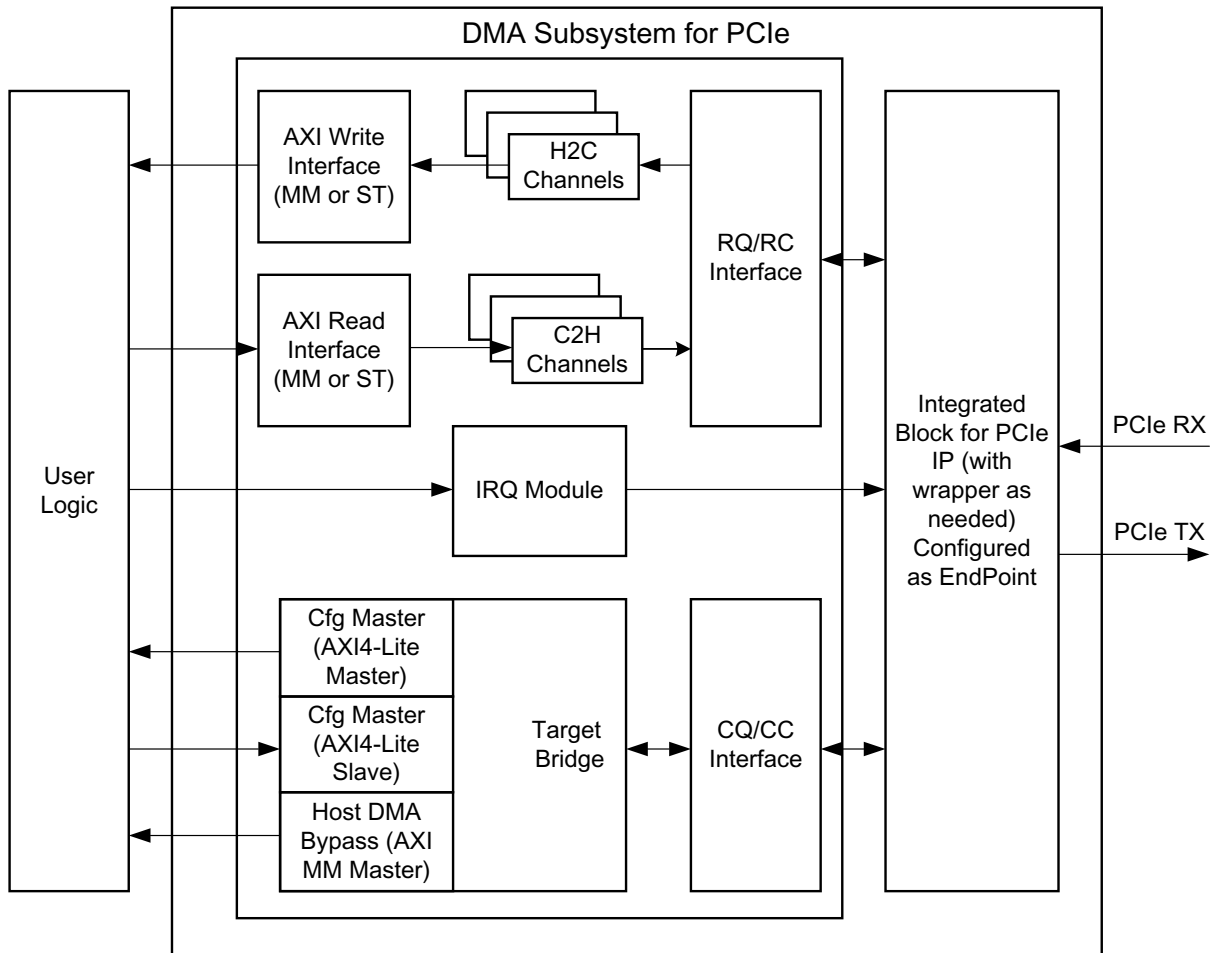 DMA Subsystem for PCIe
AXI Write
Interface
(MM or ST)
H2C
Channels
RQ/RC
Interface
AXI Read
Interface
(MM or ST)
C2H
Channels
User
Logic
IRQ Module
Integrated
Block for PCIe
IP (with
wrapper as
needed)
Configured
as EndPoint
PCIe RX
PCIe TX
Cfg Master
(AXI4-Lite
Master)
Cfg Master
(AXI4-Lite
Slave)
Host DMA
Bypass (AXI
MM Master)
Target
Bridge
CQ/CC
Interface